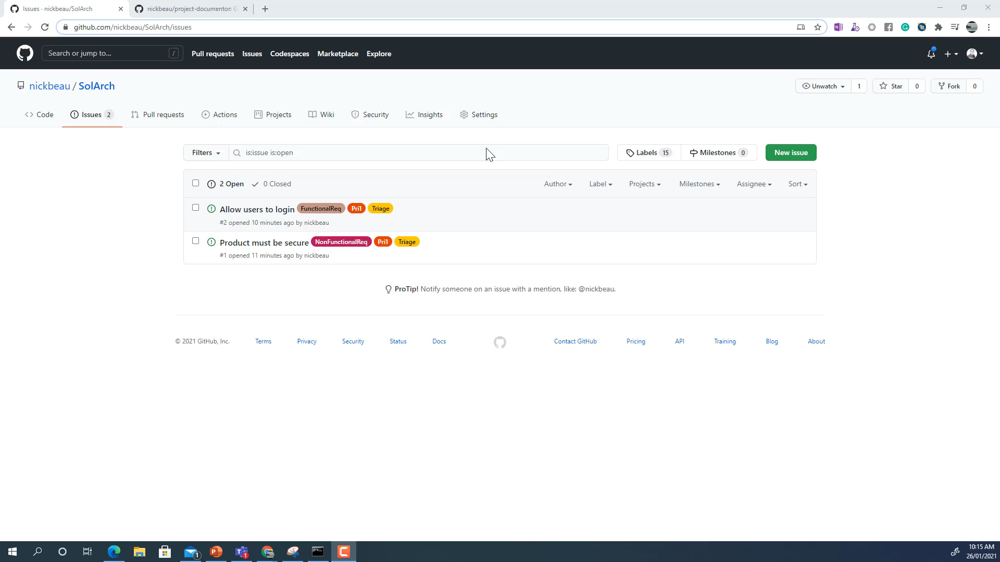 Issues · nickbeau/SolArch
nickbeau/project-documentor: G
github.com/nickbeau/SolArch/issues
Search or jump to... /
Pull requests Issues Codespaces Marketplace Explore
nickbeau / SolArch
Unwatch 1 Star 0 Fork 0
Code Issues 2 Pull requests Actions Projects Wiki Security Insights Settings
Filters is:issue is:open Labels 15 Milestones 0 New issue
2 Open 0 Closed Author Label Projects Milestones Assignee Sort
Allow users to login FunctionalReq Pri1 Triage
#2 opened 10 minutes ago by nickbeau
Product must be secure NonFunctionalReq Pri1 Triage
#1 opened 11 minutes ago by nickbeau
ProTip! Notify someone on an issue with a mention, like: @nickbeau.
© 2021 GitHub, Inc. Terms Privacy Security Status Docs Contact GitHub Pricing API Training Blog About
10:15 AM
26/01/2021